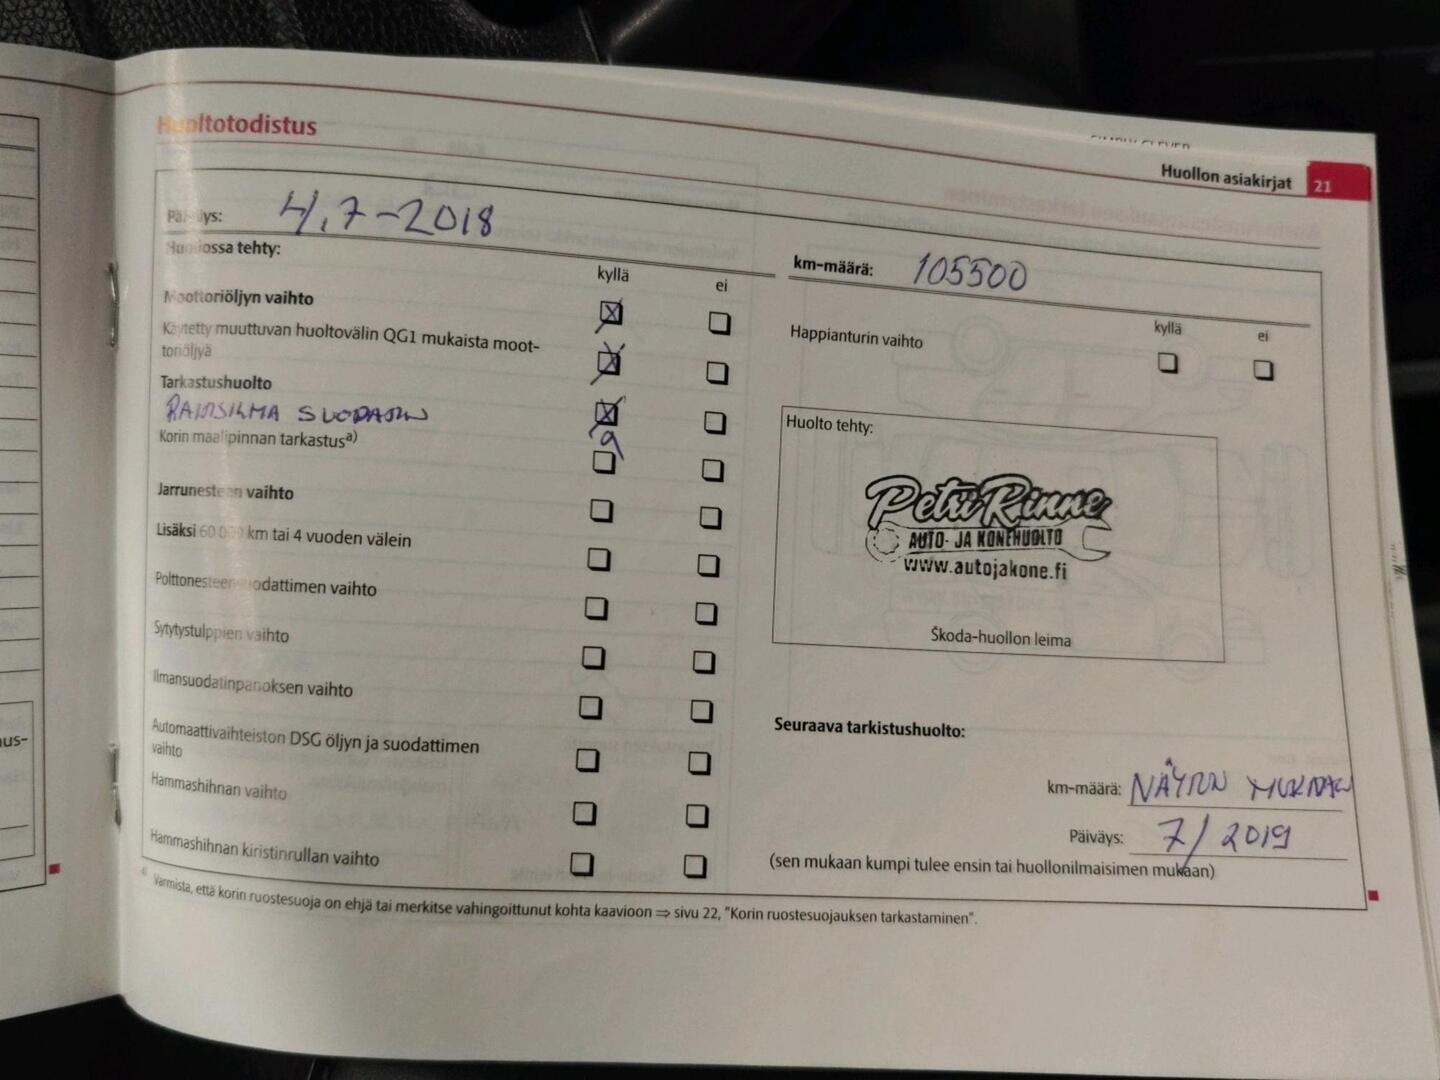 Huollon asiakirjat 21
Huoltotodistus
Päiväys: 4.7-2018
km-määrä: 105500
Huollossa tehty:
kyllä ei
Moottoriöljyn vaihto
Käytetty muuttuvan huoltovälin QG1 mukaista moot-
toriöljyä
Tarkastushuolto
RAITISILMA SUODATIN
Korin maalipinnan tarkastusa)
Jarrunesteen vaihto
Lisäksi 60 000 km tai 4 vuoden välein
Polttonesteensuodattimen vaihto
Sytytystulppien vaihto
Ilmansuodatinpanoksen vaihto
Automaattivaihteiston DSG öljyn ja suodattimen
vaihto
Hammashihnan vaihto
Hammashihnan kiristinrullan vaihto
kyllä ei
Happianturin vaihto
Huolto tehty:
Petri Rinne
AUTO- JA KONEHUOLTO
www.autojakone.fi
Škoda-huollon leima
Seuraava tarkistushuolto:
km-määrä: NÄYTÖN MUKAAN
Päiväys: 7/2019
(sen mukaan kumpi tulee ensin tai huollonilmaisimen mukaan)
a) Varmista, että korin ruostesuoja on ehjä tai merkitse vahingoittunut kohta kaavioon ⇒ sivu 22, "Korin ruostesuojauksen tarkastaminen".